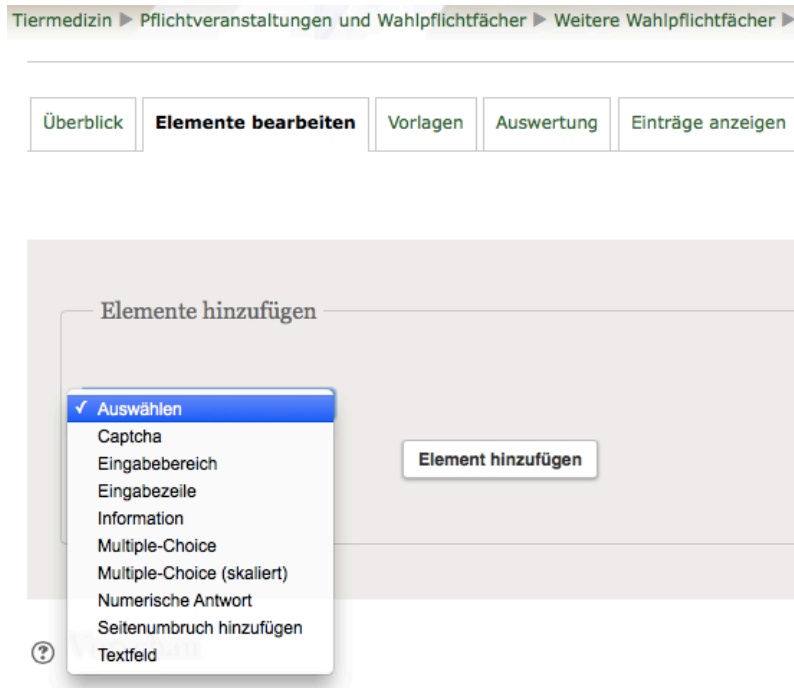 Tiermedizin ▶ Pflichtveranstaltungen und Wahlpflichtfächer ▶ Weitere Wahlpflichtfächer ▶
Überblick Elemente bearbeiten Vorlagen Auswertung Einträge anzeigen
Elemente hinzufügen
✓ Auswählen
Captcha
Eingabebereich
Element hinzufügen
Eingabezeile
Information
Multiple-Choice
Multiple-Choice (skaliert)
Numerische Antwort
Seitenumbruch hinzufügen
Textfeld